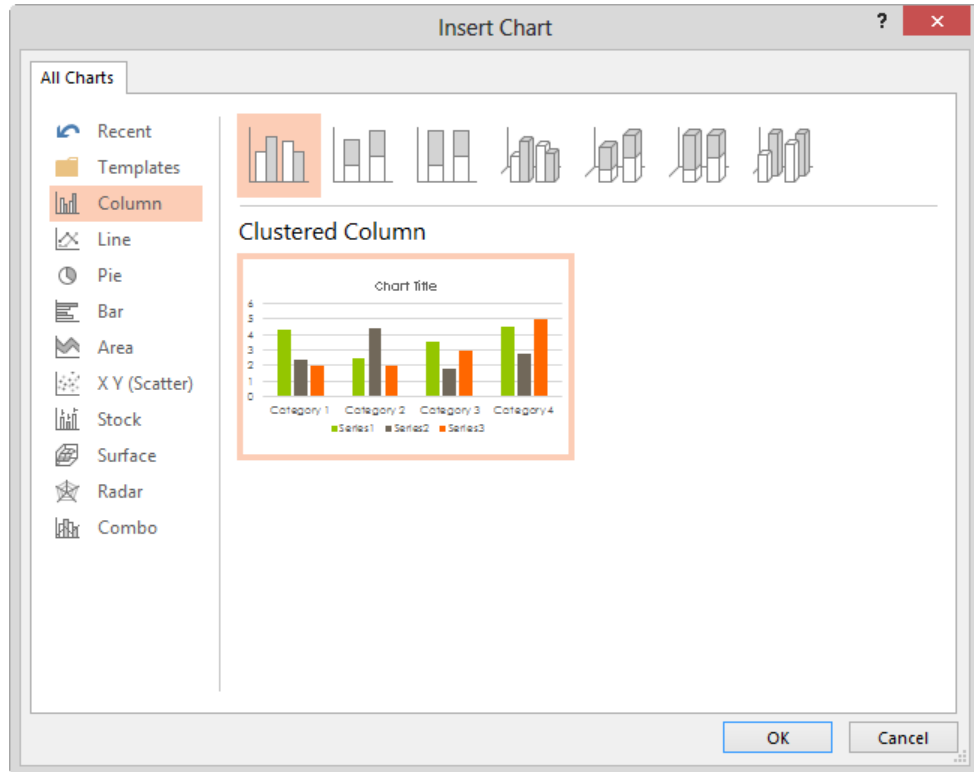 Insert Chart
?
All Charts
Recent
Templates
Column
Line
Pie
Bar
Area
X Y (Scatter)
Stock
Surface
Radar
Combo
Clustered Column
Chart Title
6
5
4
3
2
1
0
Category 1 Category 2 Category 3 Category 4
Series1 Series2 Series3
OK Cancel